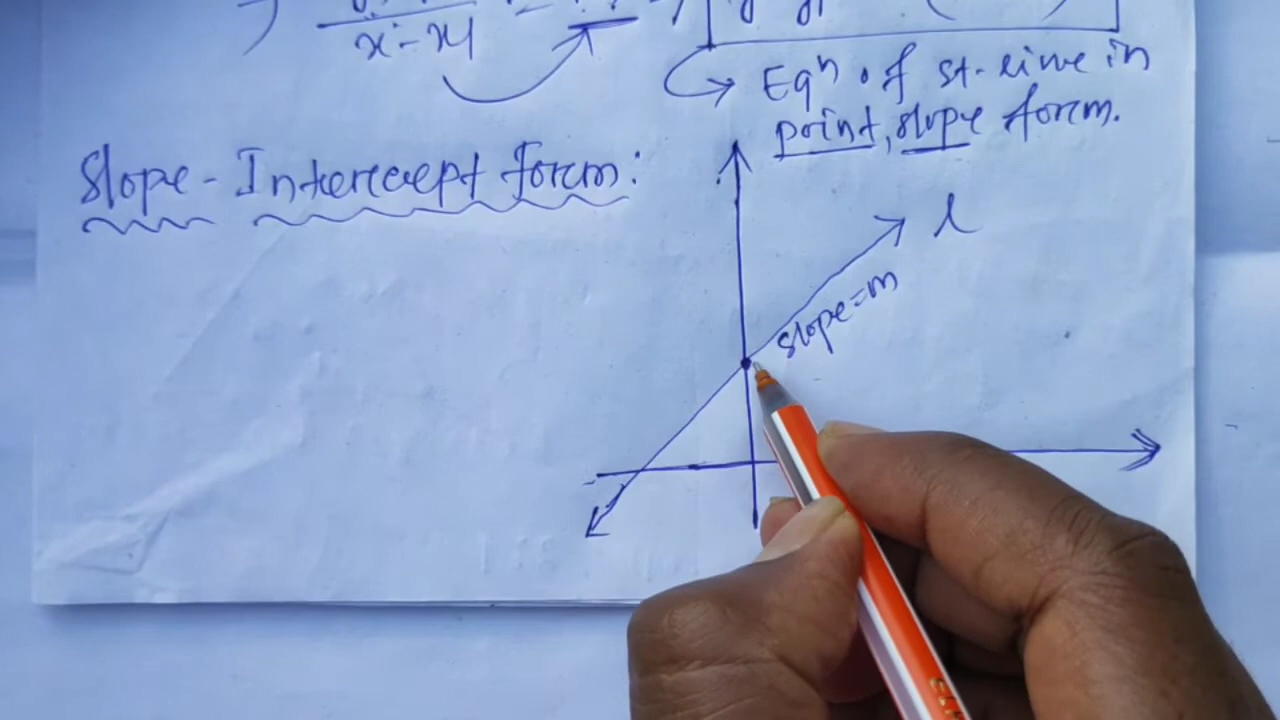 x - x1
Eqn of st. line in
point, slope form.
Slope - Intercept form:
l
slope=m